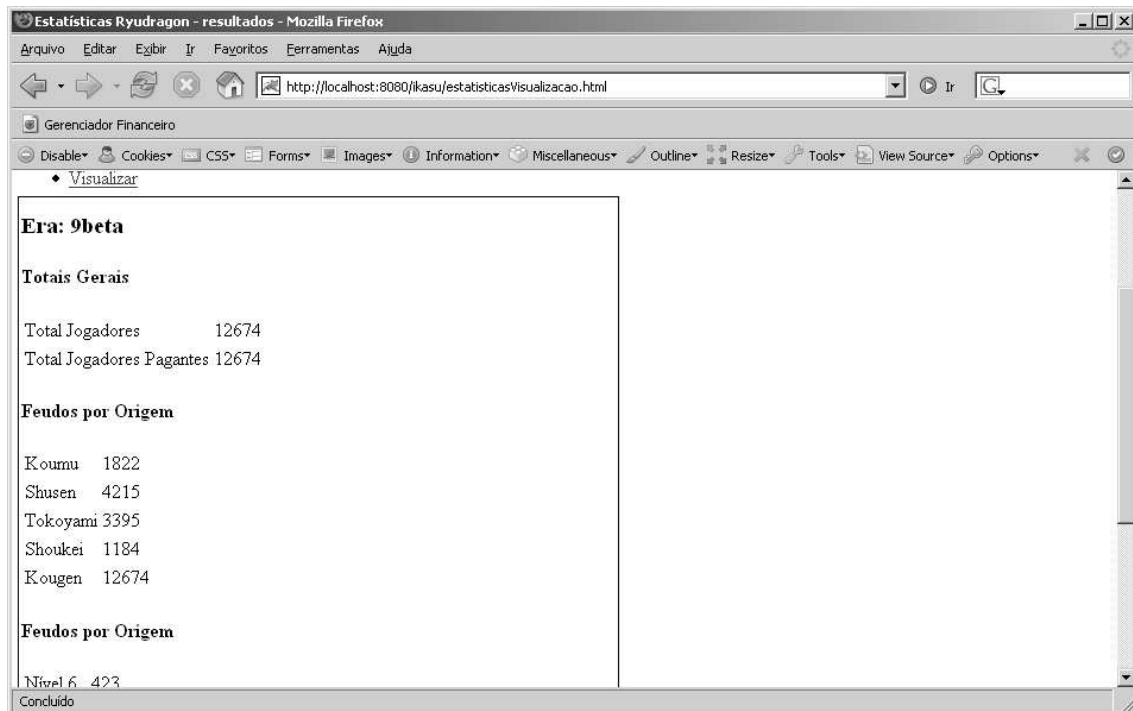 Estatísticas Ryudragon - resultados - Mozilla Firefox
Arquivo Editar Exibir Ir Favoritos Ferramentas Ajuda
http://localhost:8080/ikasu/estatisticasVisualizacao.html Ir G
Gerenciador Financeiro
Disable Cookies CSS Forms Images Information Miscellaneous Outline Resize Tools View Source Options
• Visualizar
Era: 9beta
Totais Gerais
Total Jogadores 12674
Total Jogadores Pagantes 12674
Feudos por Origem
Koumu 1822
Shusen 4215
Tokoyami 3395
Shoukei 1184
Kougen 12674
Feudos por Origem
Nível 6 423
Concluído